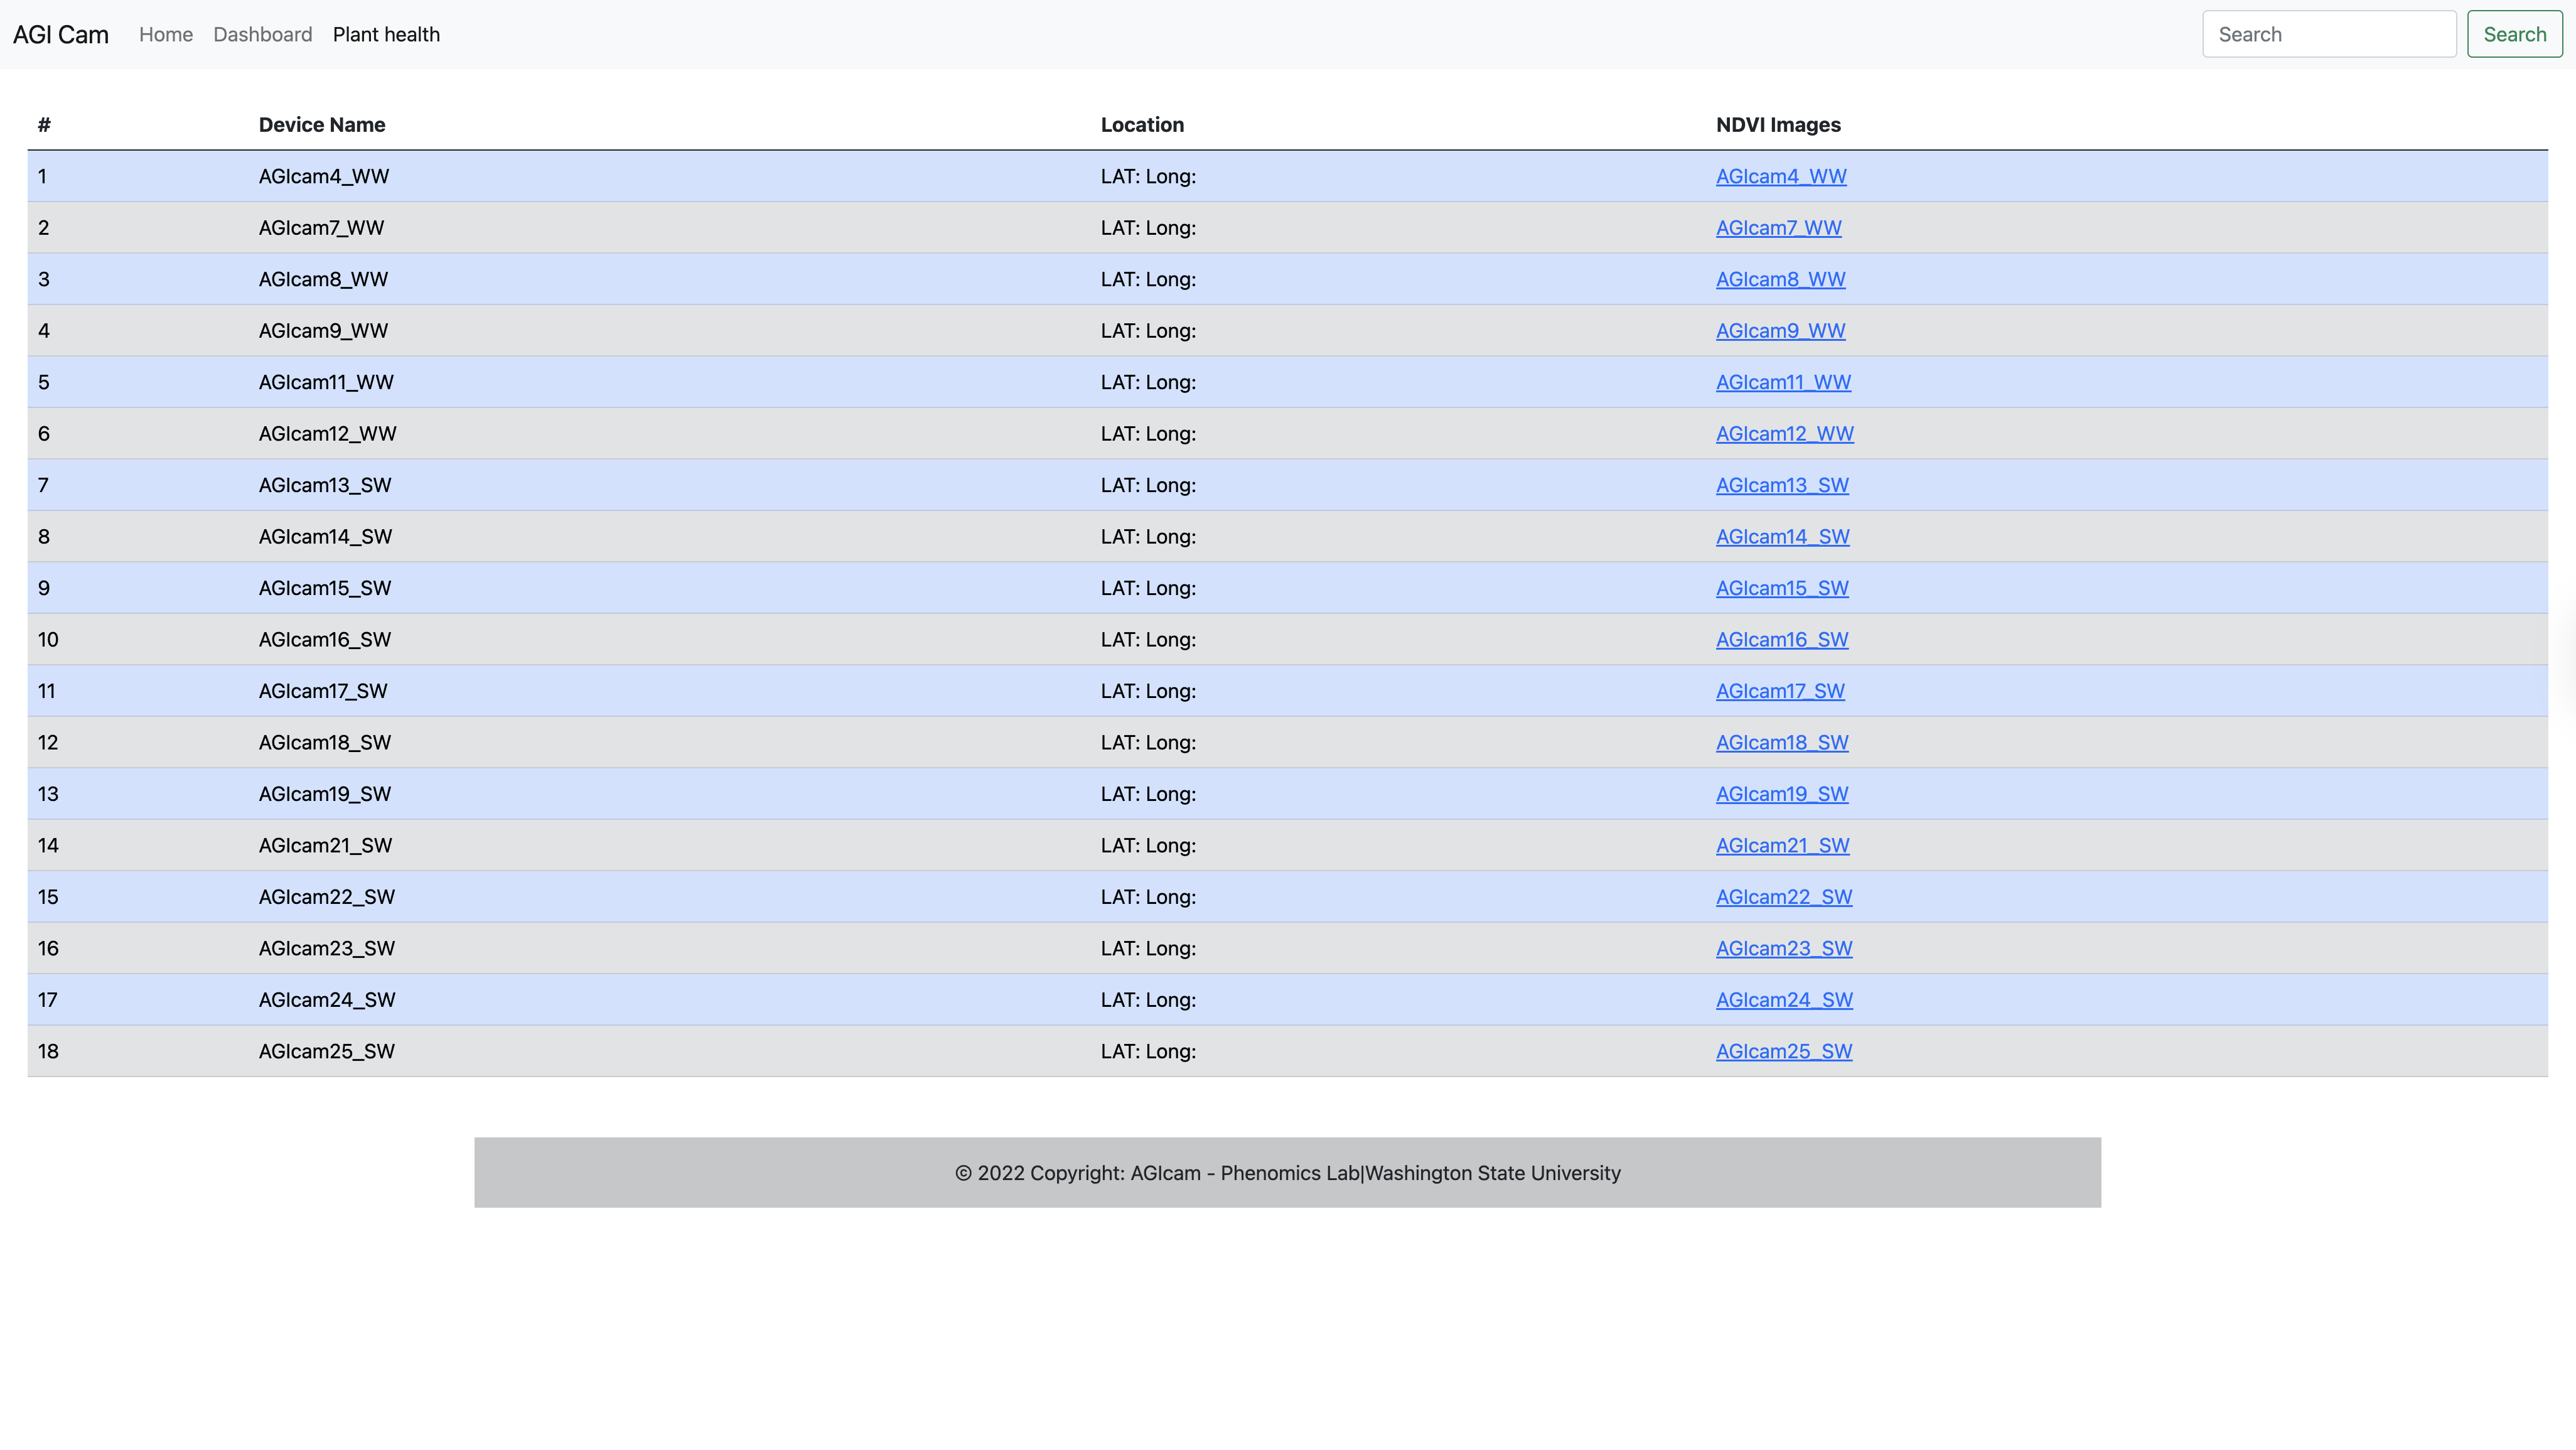 AGI Cam Home Dashboard Plant health Search Search
# Device Name Location NDVI Images
1 AGIcam4_WW LAT: Long: AGIcam4_WW
2 AGIcam7_WW LAT: Long: AGIcam7_WW
3 AGIcam8_WW LAT: Long: AGIcam8_WW
4 AGIcam9_WW LAT: Long: AGIcam9_WW
5 AGIcam11_WW LAT: Long: AGIcam11_WW
6 AGIcam12_WW LAT: Long: AGIcam12_WW
7 AGIcam13_SW LAT: Long: AGIcam13_SW
8 AGIcam14_SW LAT: Long: AGIcam14_SW
9 AGIcam15_SW LAT: Long: AGIcam15_SW
10 AGIcam16_SW LAT: Long: AGIcam16_SW
11 AGIcam17_SW LAT: Long: AGIcam17_SW
12 AGIcam18_SW LAT: Long: AGIcam18_SW
13 AGIcam19_SW LAT: Long: AGIcam19_SW
14 AGIcam21_SW LAT: Long: AGIcam21_SW
15 AGIcam22_SW LAT: Long: AGIcam22_SW
16 AGIcam23_SW LAT: Long: AGIcam23_SW
17 AGIcam24_SW LAT: Long: AGIcam24_SW
18 AGIcam25_SW LAT: Long: AGIcam25_SW
© 2022 Copyright: AGIcam - Phenomics Lab|Washington State University